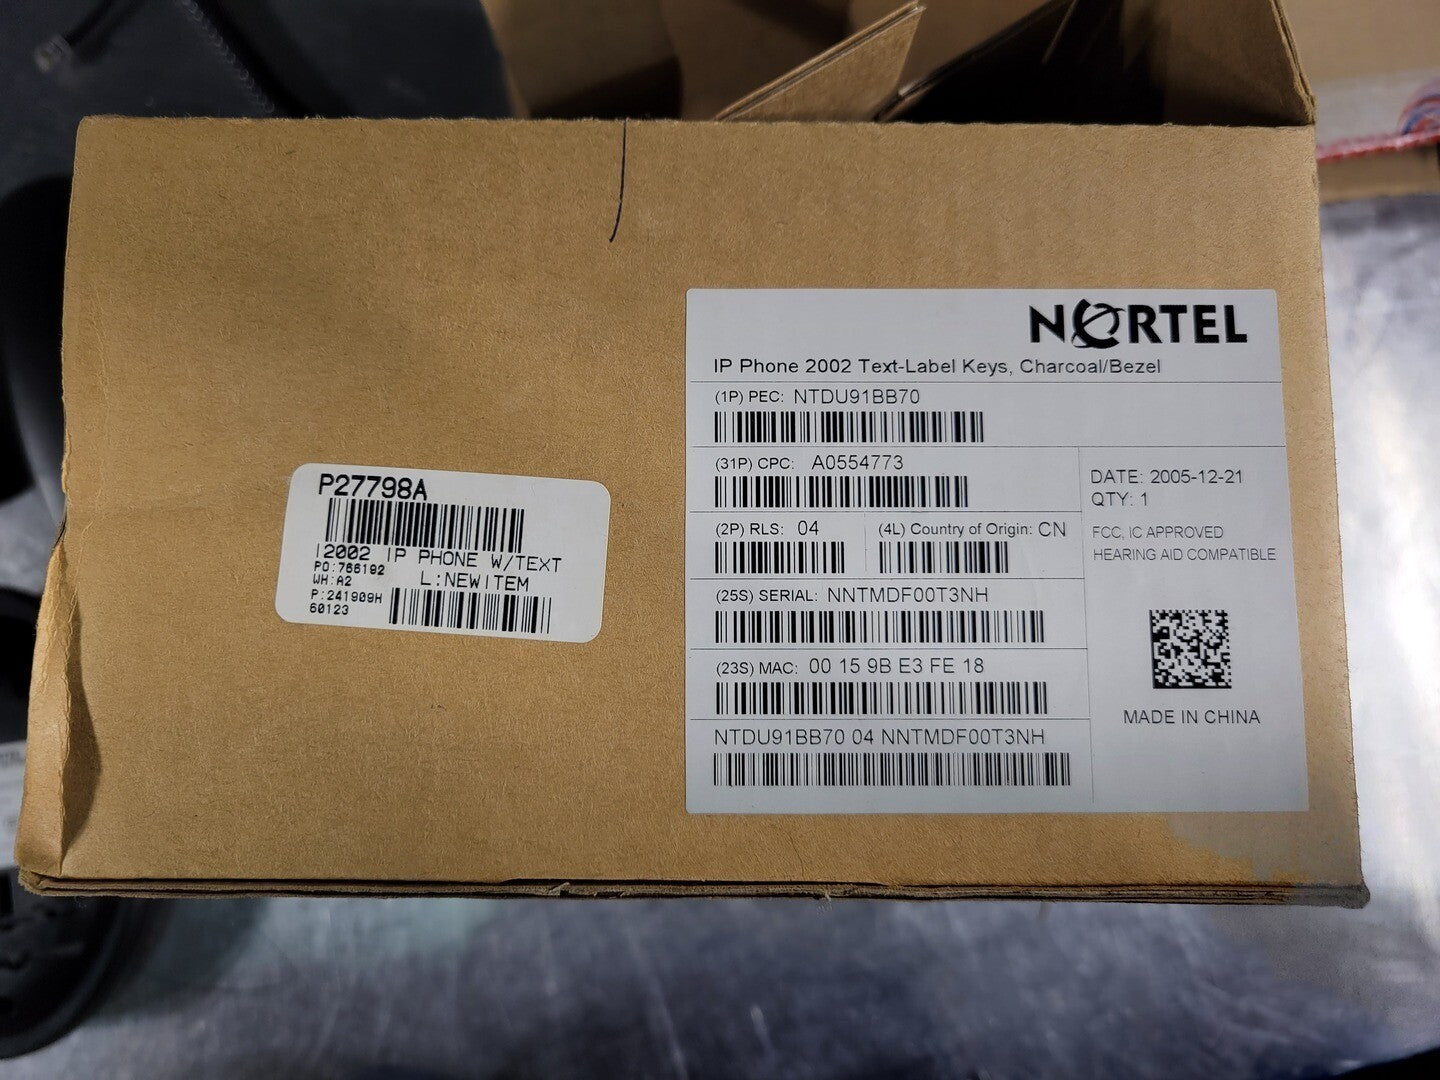 P27798A
I2002 IP PHONE W/TEXT
PO:766192
WH:A2 L:NEWITEM
P:241909H
60123
NORTEL
IP Phone 2002 Text-Label Keys, Charcoal/Bezel
(1P) PEC: NTDU91BB70
(31P) CPC: A0554773
(2P) RLS: 04
(4L) Country of Origin: CN
(25S) SERIAL: NNTMDF00T3NH
(23S) MAC: 00 15 9B E3 FE 18
NTDU91BB70 04 NNTMDF00T3NH
DATE: 2005-12-21
QTY: 1
FCC, IC APPROVED
HEARING AID COMPATIBLE
MADE IN CHINA